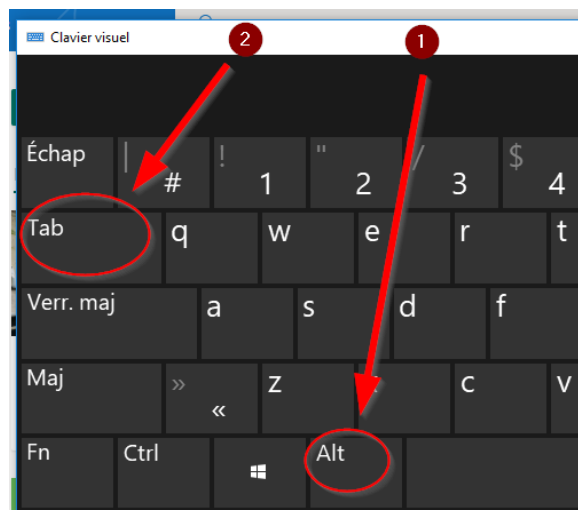 Clavier visuel
2
1
Échap | # ! 1 " 2 / 3 $ 4
Tab q w e r t
Verr. maj a s d f
Maj » « z c v
Fn Ctrl Alt